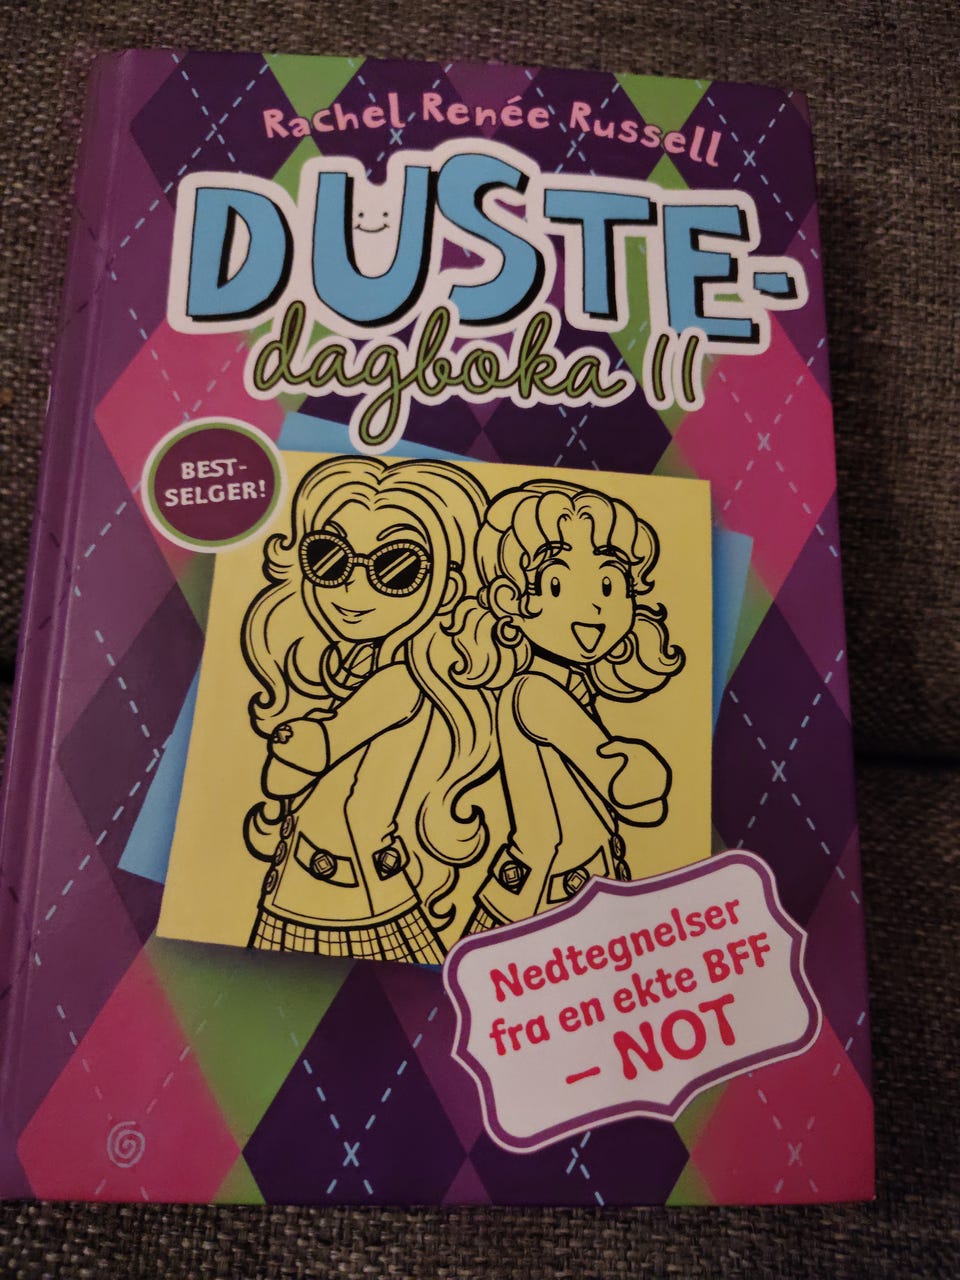 Rachel Renée Russell
DUSTE-
dagboka 11
BEST-
SELGER!
Nedtegnelser
fra en ekte BFF
– NOT